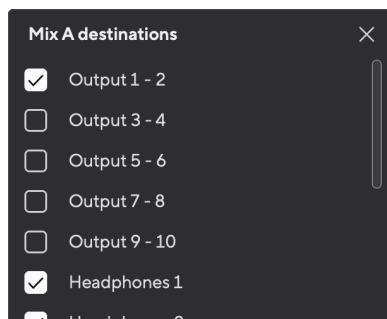 Mix A destinations
Output 1 - 2
Output 3 - 4
Output 5 - 6
Output 7 - 8
Output 9 - 10
Headphones 1